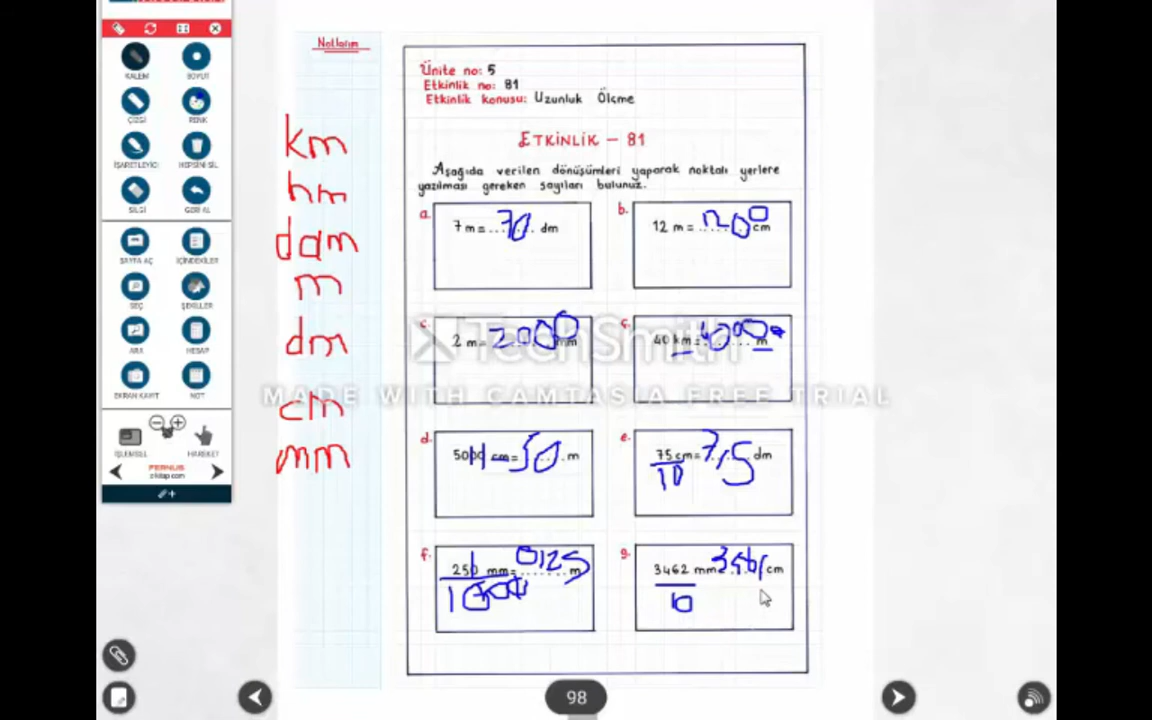 Notlarım
Ünite no: 5
Etkinlik no: 81
Etkinlik konusu: Uzunluk Ölçme
ETKİNLİK - 81
Aşağıda verilen dönüşümleri yaparak noktalı yerlere
yazılması gereken sayıları bulunuz.
km
hm
dam
m
dm
cm
mm
a. 7 m = 70 dm
b. 12 m = 1200 cm
c. 2 m = 2000 mm
ç. 40 km = 40000 m
d. 5000 cm = 50 m
e. 75 cm = 7,5 dm
10
f. 250 mm = 0,25 m
g. 3462 mm cm
10
KALEM
BOYUT
ÇİZGİ
RENK
İŞARETLEYİCİ
HEPSİNİ SİL
SİLGİ
GERİ AL
SAYFA AÇ
İÇİNDEKİLER
SEÇ
ŞEKİLLER
ARA
HESAP
EKRAN KAYIT
NOT
İŞLEMSEL
HAREKET
FERNUS
TechSmith
MADE WITH CAMTASIA FREE TRIAL
98